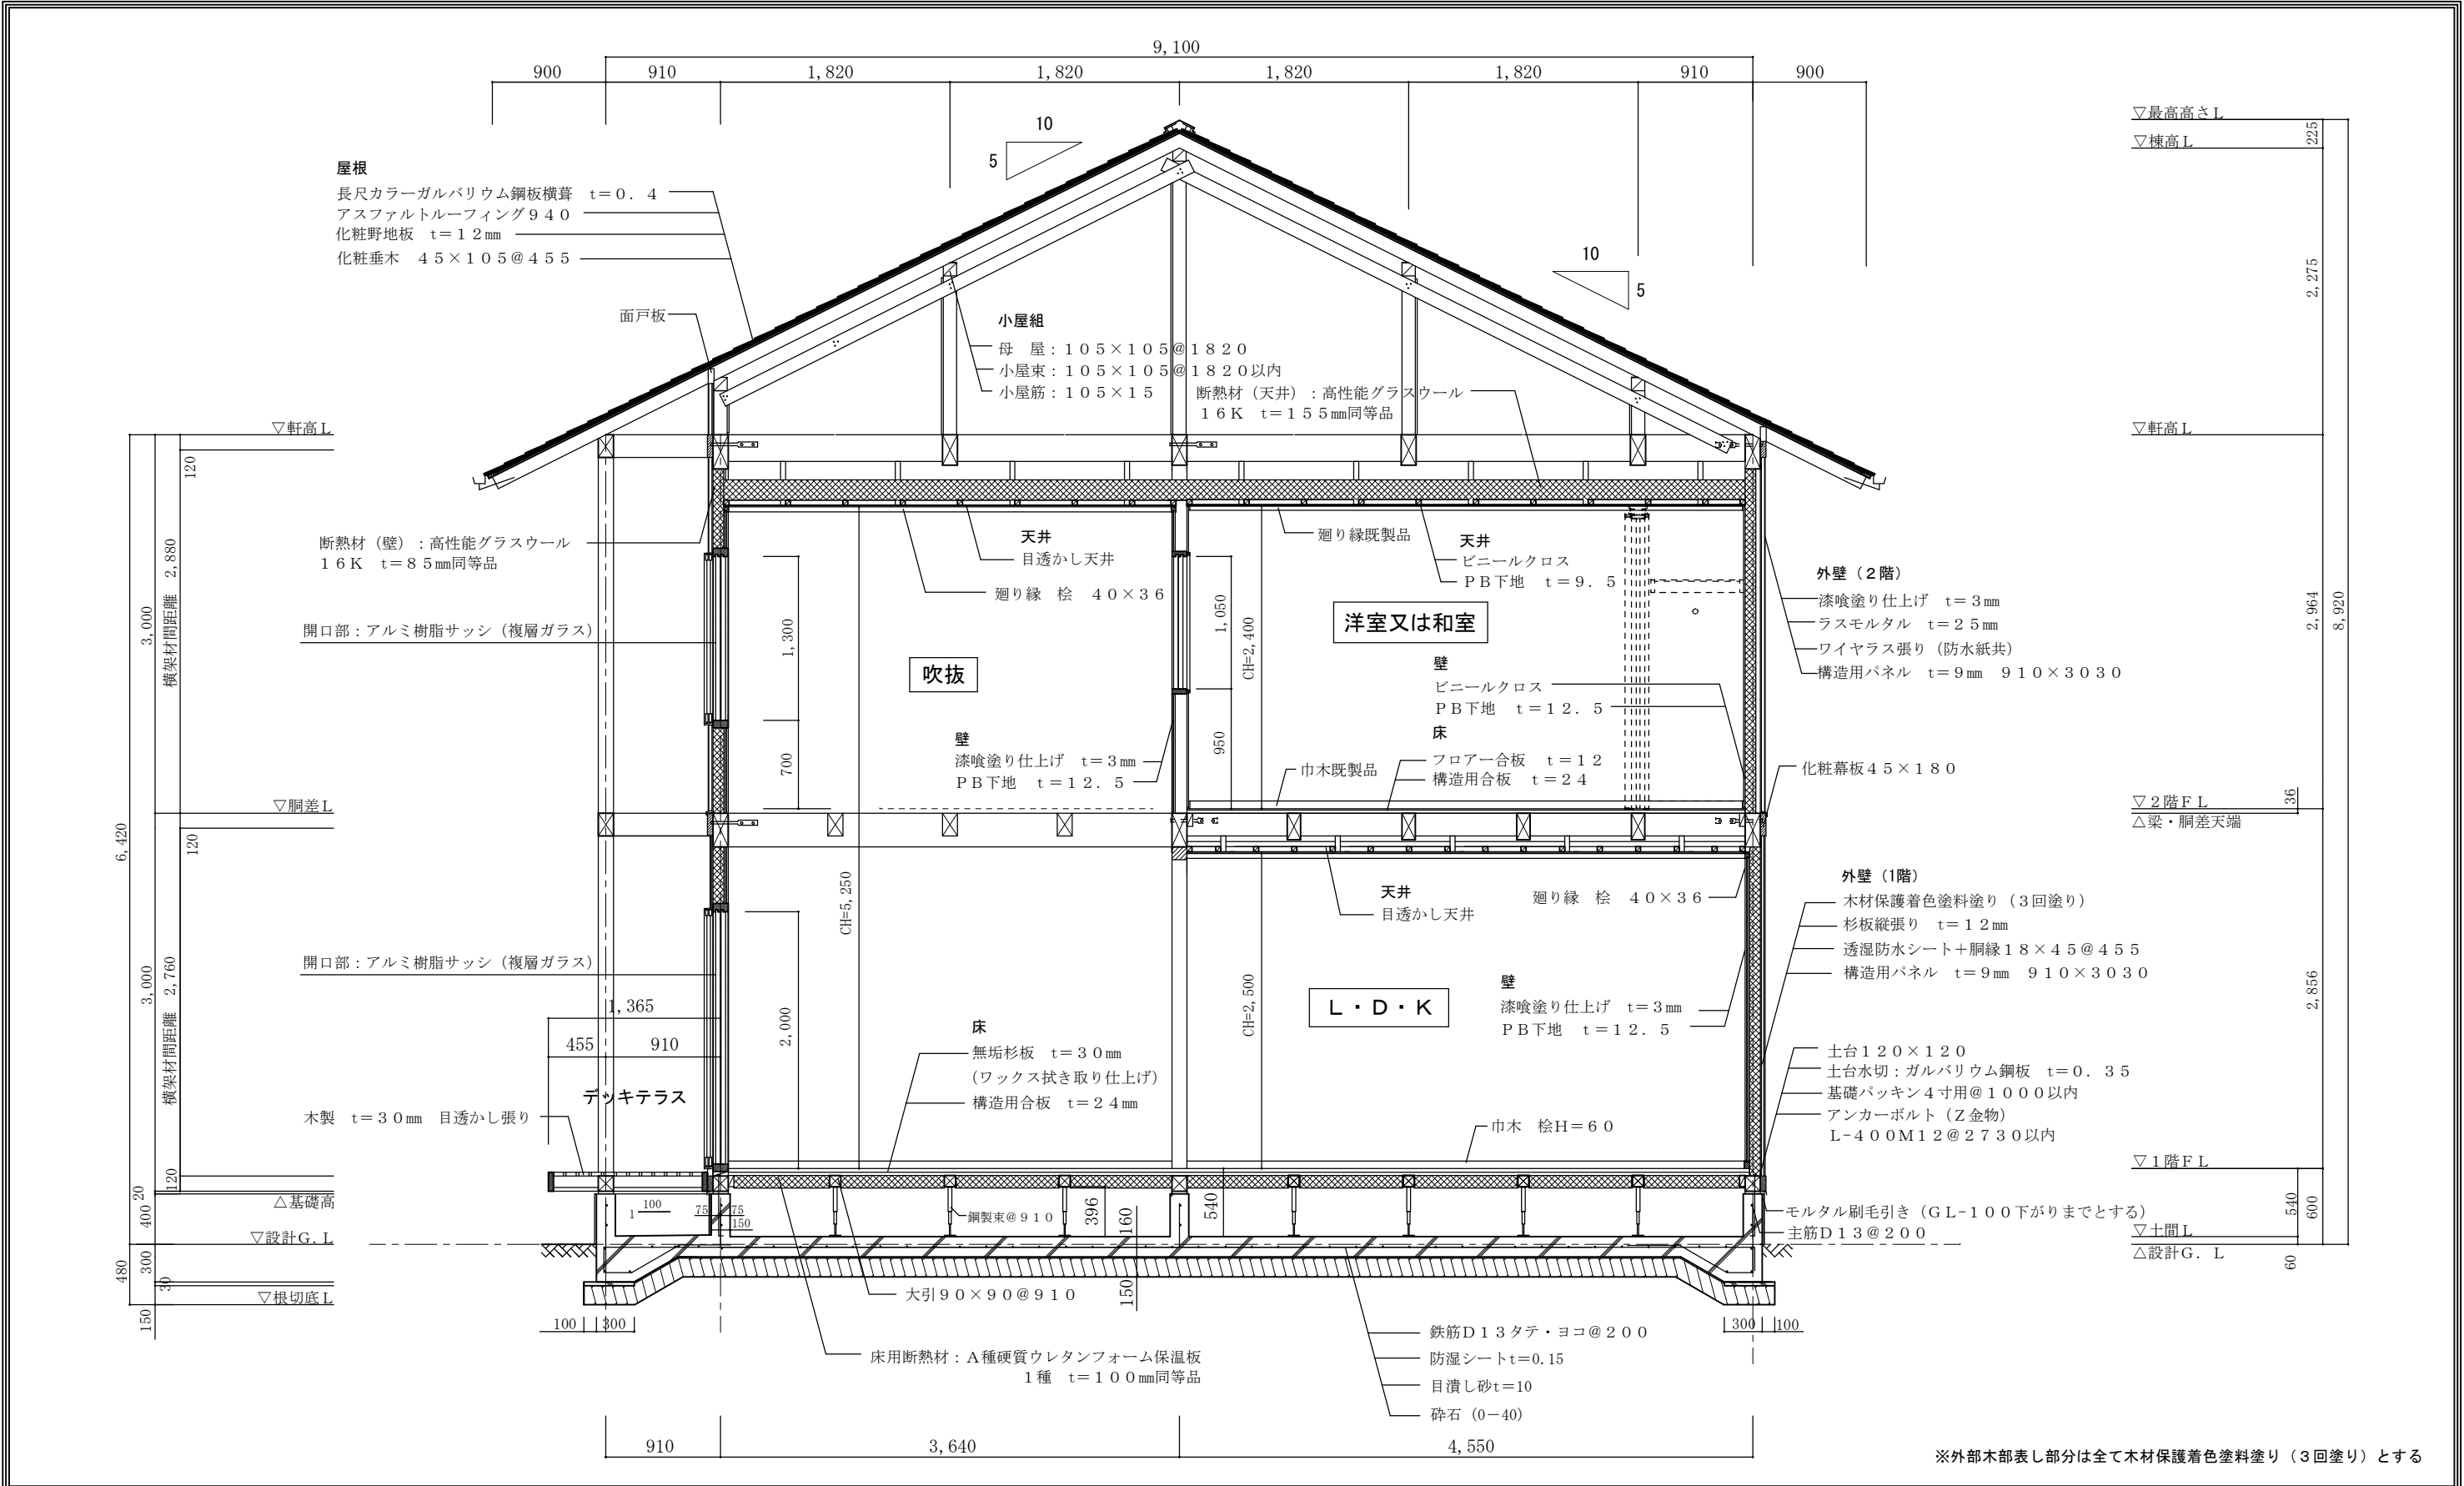 9,100
900
910
1,820
1,820
1,820
1,820
910
900
10
5
10
5
屋根
長尺カラーガルバリウム鋼板横葺　t＝０．４
アスファルトルーフィング９４０
化粧野地板　t＝１２㎜
化粧垂木　４５×１０５＠４５５
面戸板
小屋組
母　屋：１０５×１０５＠１８２０
小屋束：１０５×１０５＠１８２０以内
小屋筋：１０５×１５
断熱材（天井）：高性能グラスウール
１６Ｋ　t＝１５５㎜同等品
▽最高高さＬ
▽棟高Ｌ
225
2,275
▽軒高Ｌ
2,964
8,920
▽軒高Ｌ
120
断熱材（壁）：高性能グラスウール
１６Ｋ　t＝８５㎜同等品
横架材間距離　2,880
3,000
開口部：アルミ樹脂サッシ（複層ガラス）
1,300
700
天井
目透かし天井
廻り縁　桧　４０×３６
吹抜
壁
漆喰塗り仕上げ　t＝３㎜
ＰＢ下地　t＝１２．５
1,050
950
CH=2,400
廻り縁既製品
天井
ビニールクロス
ＰＢ下地　t＝９．５
洋室又は和室
壁
ビニールクロス
ＰＢ下地　t＝１２．５
床
フロアー合板　t＝１２
構造用合板　t＝２４
巾木既製品
外壁（２階）
漆喰塗り仕上げ　t＝３㎜
ラスモルタル　t＝２５㎜
ワイヤラス張り（防水紙共）
構造用パネル　t＝９㎜　９１０×３０３０
化粧幕板４５×１８０
▽２階ＦＬ
36
△梁・胴差天端
▽胴差Ｌ
120
6,420
3,000
横架材間距離　2,760
120
CH=5,250
開口部：アルミ樹脂サッシ（複層ガラス）
1,365
455
910
2,000
デッキテラス
木製　t＝３０㎜　目透かし張り
床
無垢杉板　t＝３０㎜
（ワックス拭き取り仕上げ）
構造用合板　t＝２４㎜
天井
目透かし天井
廻り縁　桧　４０×３６
CH=2,500
Ｌ・Ｄ・Ｋ
壁
漆喰塗り仕上げ　t＝３㎜
ＰＢ下地　t＝１２．５
巾木　桧Ｈ＝６０
外壁（1階）
木材保護着色塗料塗り（３回塗り）
杉板縦張り　t＝１２㎜
透湿防水シート＋胴縁１８×４５＠４５５
構造用パネル　t＝９㎜　９１０×３０３０
2,856
土台１２０×１２０
土台水切：ガルバリウム鋼板　t＝０．３５
基礎パッキン４寸用＠１０００以内
アンカーボルト（Ｚ金物）
Ｌ-４００Ｍ１２＠２７３０以内
▽１階ＦＬ
540
600
モルタル刷毛引き（ＧＬ-１００下がりまでとする）
主筋Ｄ１３＠２００
▽土間Ｌ
△設計Ｇ．Ｌ
60
20
△基礎高
400
▽設計Ｇ.Ｌ
480
300
30
▽根切底Ｌ
150
100
1
75
75
150
鋼製束＠９１０
396
160
540
150
大引９０×９０＠９１０
100
300
300
100
床用断熱材：Ａ種硬質ウレタンフォーム保温板
１種　t＝１００㎜同等品
鉄筋Ｄ１３タテ・ヨコ＠２００
防湿シートt=0.15
目潰し砂t=10
砕石（0－40）
910
3,640
4,550
※外部木部表し部分は全て木材保護着色塗料塗り（３回塗り）とする